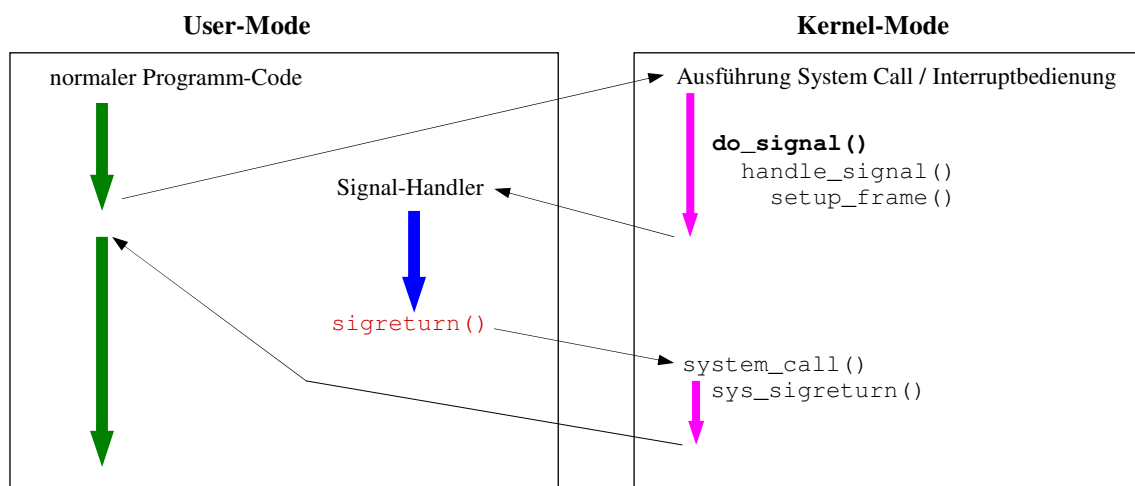 User-Mode
Kernel-Mode
normaler Programm-Code
Ausführung System Call / Interruptbedienung
do_signal()
handle_signal()
setup_frame()
Signal-Handler
sigreturn()
system_call()
sys_sigreturn()